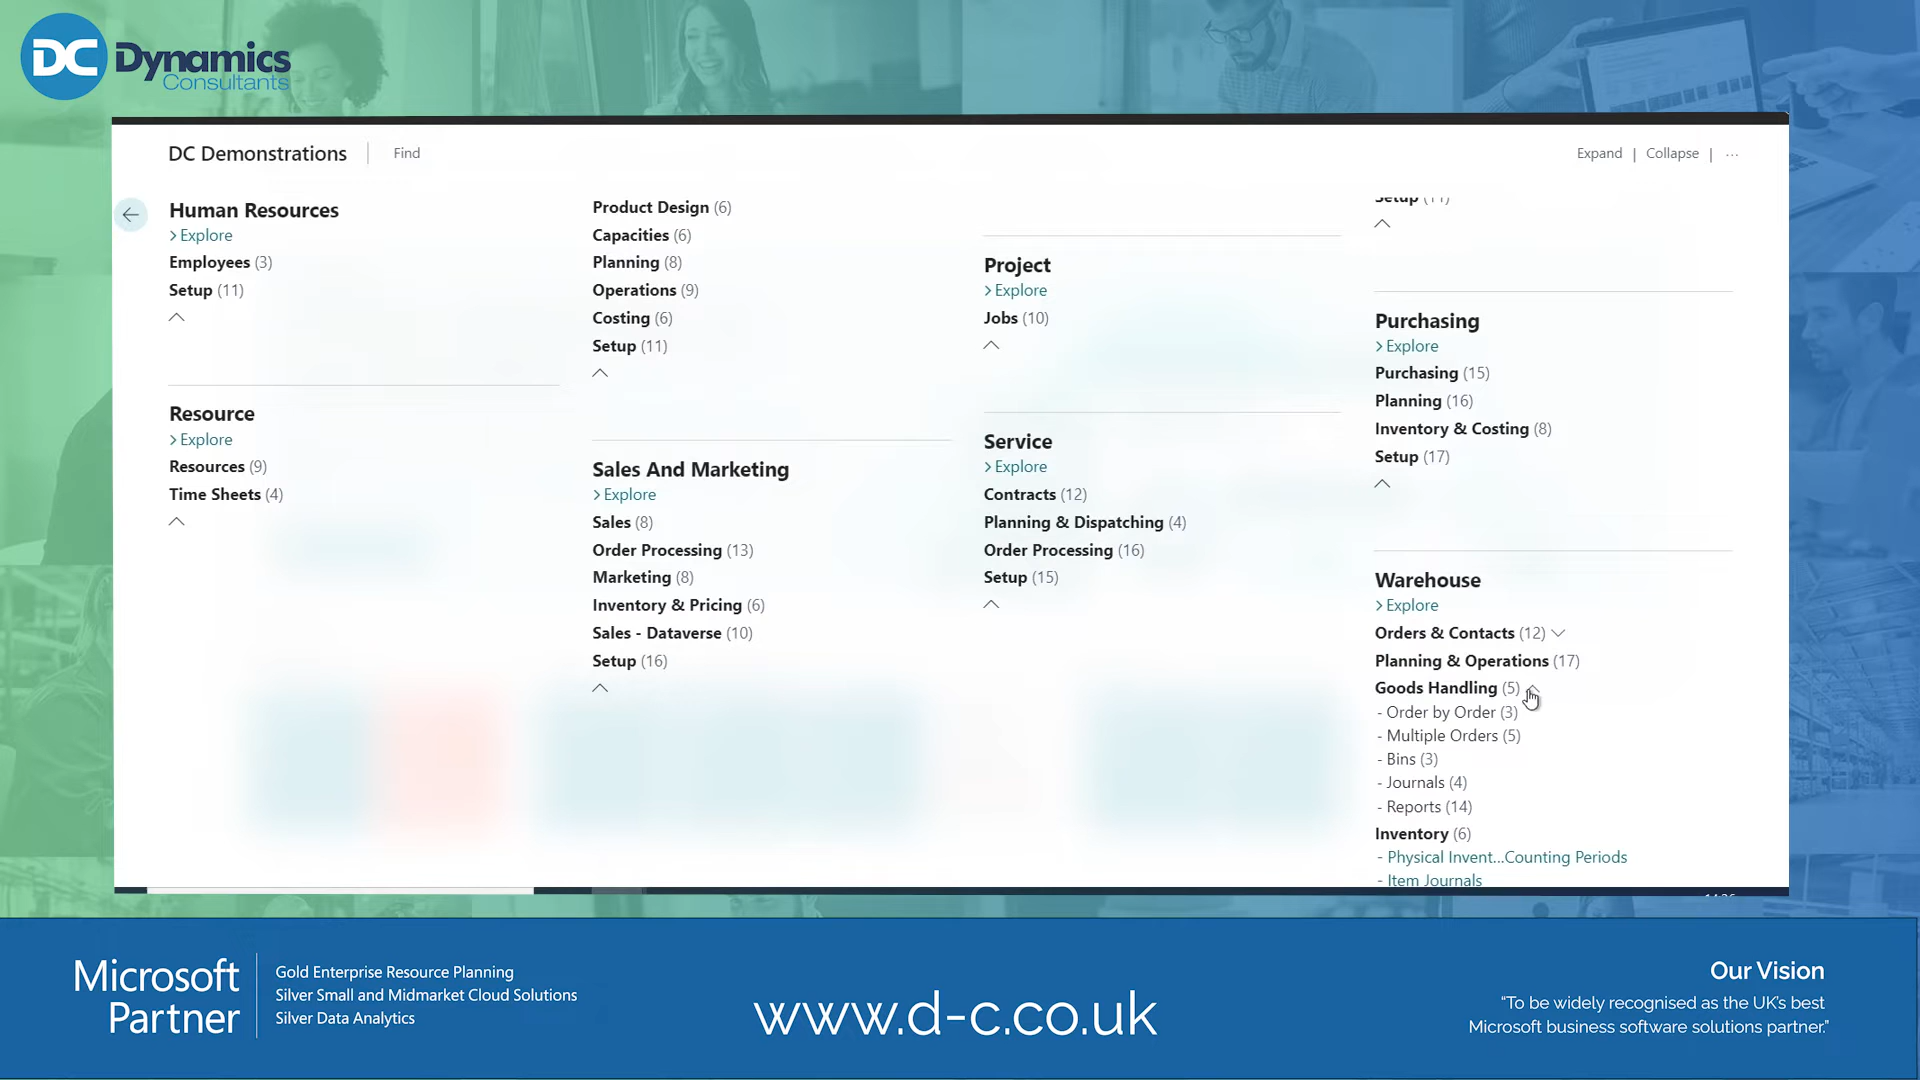 DC Dynamics
Consultants
DC Demonstrations
Find
Expand | Collapse | ...
Human Resources
> Explore
Employees (3)
Setup (11)
Resource
> Explore
Resources (9)
Time Sheets (4)
Product Design (6)
Capacities (6)
Planning (8)
Operations (9)
Costing (6)
Setup (11)
Sales And Marketing
> Explore
Sales (8)
Order Processing (13)
Marketing (8)
Inventory & Pricing (6)
Sales - Dataverse (10)
Setup (16)
Project
> Explore
Jobs (10)
Service
> Explore
Contracts (12)
Planning & Dispatching (4)
Order Processing (16)
Setup (15)
Setup (11)
Purchasing
> Explore
Purchasing (15)
Planning (16)
Inventory & Costing (8)
Setup (17)
Warehouse
> Explore
Orders & Contacts (12)
Planning & Operations (17)
Goods Handling (5)
- Order by Order (3)
- Multiple Orders (5)
- Bins (3)
- Journals (4)
- Reports (14)
Inventory (6)
- Physical Invent...Counting Periods
- Item Journals
Microsoft
Partner
Gold Enterprise Resource Planning
Silver Small and Midmarket Cloud Solutions
Silver Data Analytics
www.d-c.co.uk
Our Vision
“To be widely recognised as the UK's best
Microsoft business software solutions partner.”